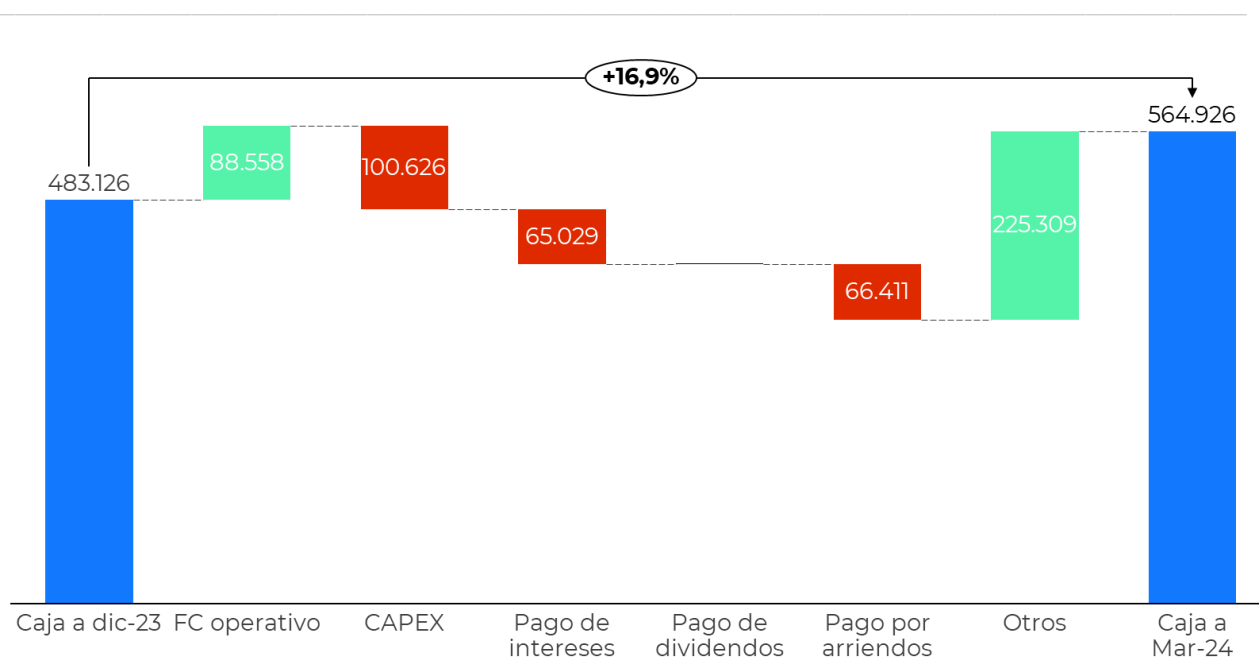 +16,9%
483.126
88.558
100.626
65.029
66.411
225.309
564.926
Caja a dic-23
FC operativo
CAPEX
Pago de
intereses
Pago de
dividendos
Pago por
arriendos
Otros
Caja a
Mar-24